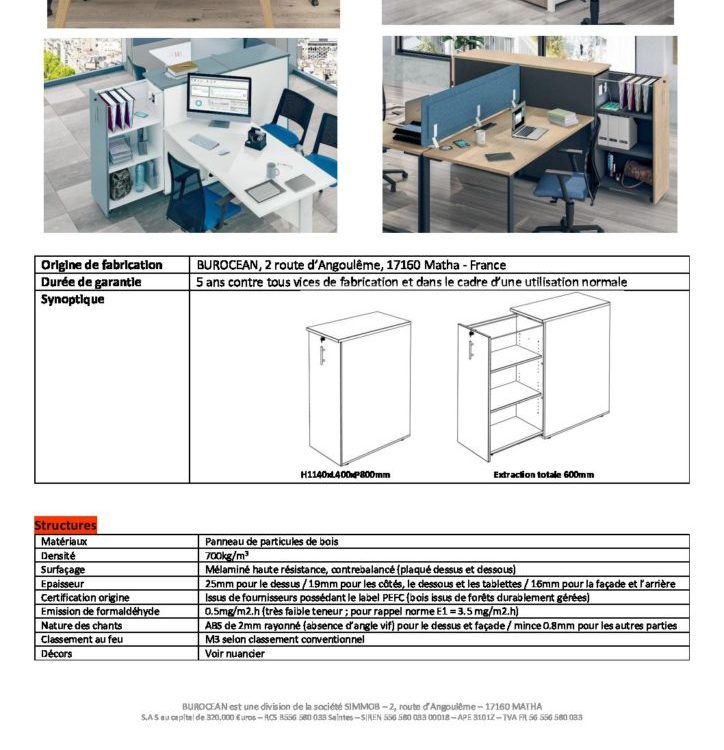 Origine de fabrication BUROCEAN, 2 route d'Angoulême, 17160 Matha - France
Durée de garantie 5 ans contre tous vices de fabrication et dans le cadre d'une utilisation normale
Synoptique
H1140xL400xP800mm Extraction totale 600mm
Structures
Matériaux Panneau de particules de bois
Densité 700kg/m³
Surfaçage Mélaminé haute résistance, contrebalancé (plaqué dessus et dessous)
Epaisseur 25mm pour le dessus / 19mm pour les côtés, le dessous et les tablettes / 16mm pour la façade et l'arrière
Certification origine Issus de fournisseurs possédant le label PEFC (bois issus de forêts durablement gérées)
Emission de formaldéhyde 0.5mg/m2.h (très faible teneur ; pour rappel norme E1 = 3.5 mg/m2.h)
Nature des chants ABS de 2mm rayonné (absence d'angle vif) pour le dessus et façade / mince 0.8mm pour les autres parties
Classement au feu M3 selon classement conventionnel
Décors Voir nuancier
BUROCEAN est une division de la société SIMMOB – 2, route d'Angoulême – 17160 MATHA
S.A.S au capital de 320.000 €uros – RCS B556 580 033 Saintes – SIREN 556 580 033 00018 – APE 3101Z – TVA FR 56 556 580 033